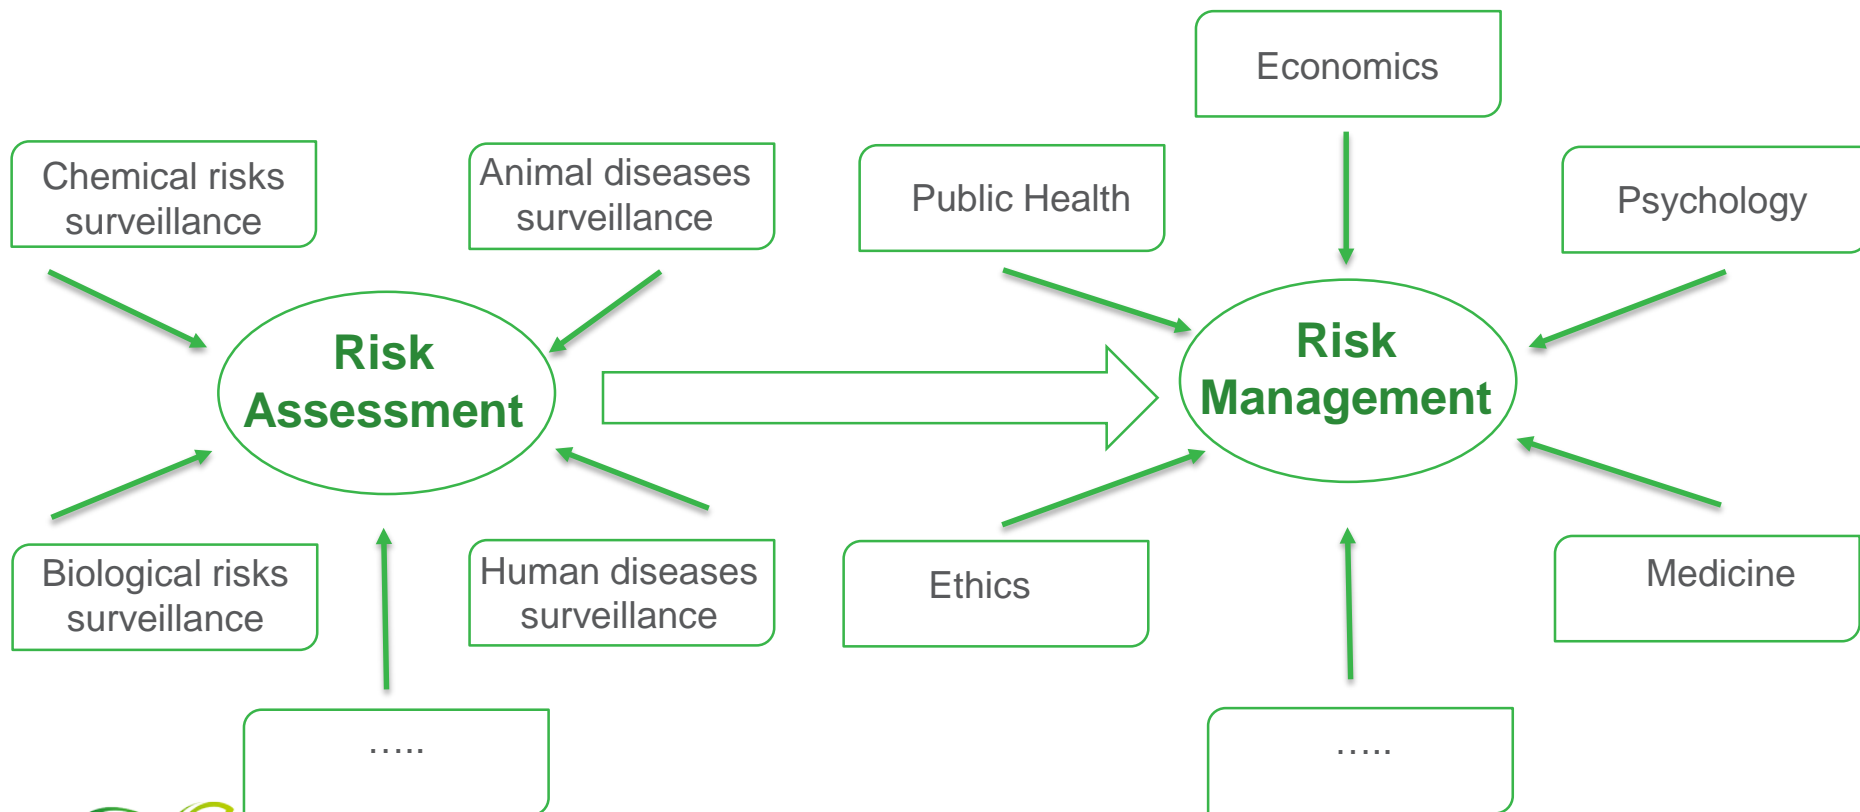 Economics
Chemical risks
surveillance
Animal diseases
surveillance
Public Health
Psychology
Risk
Assessment
Risk
Management
Biological risks
surveillance
Human diseases
surveillance
Ethics
Medicine
.....
.....